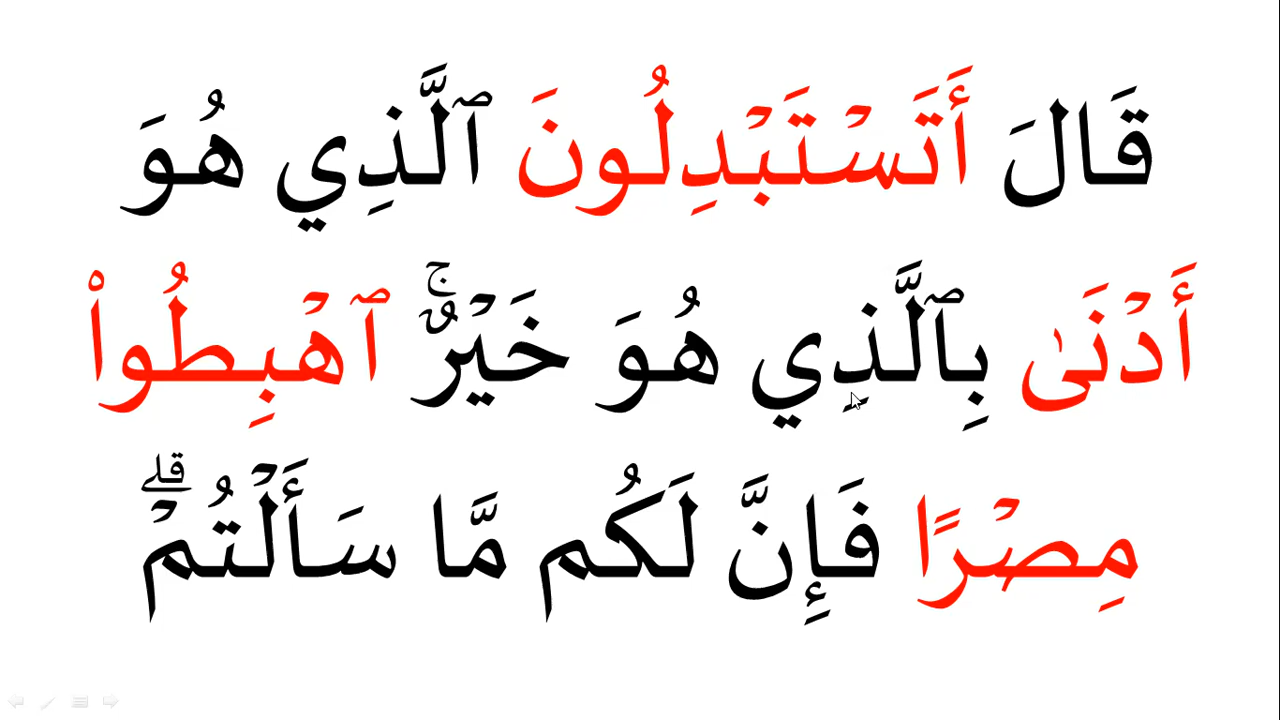 قَالَ أَتَسۡتَبۡدِلُونَ ٱلَّذِي هُوَ
أَدۡنَىٰ بِٱلَّذِي هُوَ خَيۡرٌۚ ٱهۡبِطُواْ
مِصۡرًا فَإِنَّ لَكُم مَّا سَأَلۡتُمۡۗ